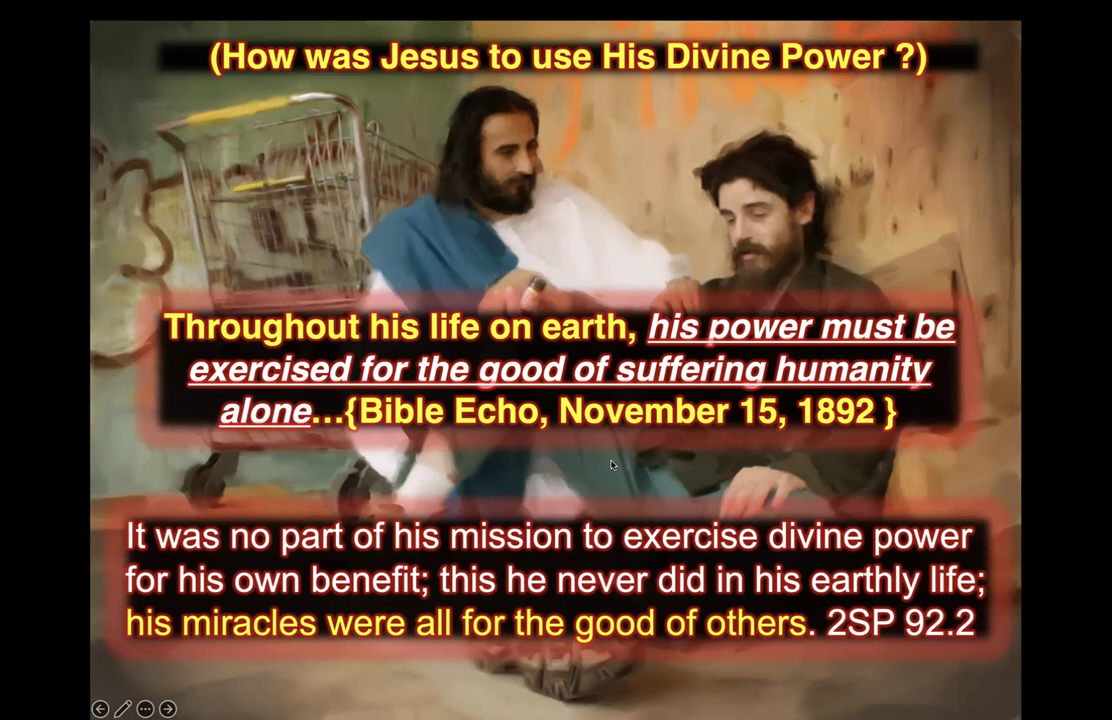 (How was Jesus to use His Divine Power ?)
Throughout his life on earth, his power must be
exercised for the good of suffering humanity
alone...{Bible Echo, November 15, 1892 }
It was no part of his mission to exercise divine power
for his own benefit; this he never did in his earthly life;
his miracles were all for the good of others. 2SP 92.2